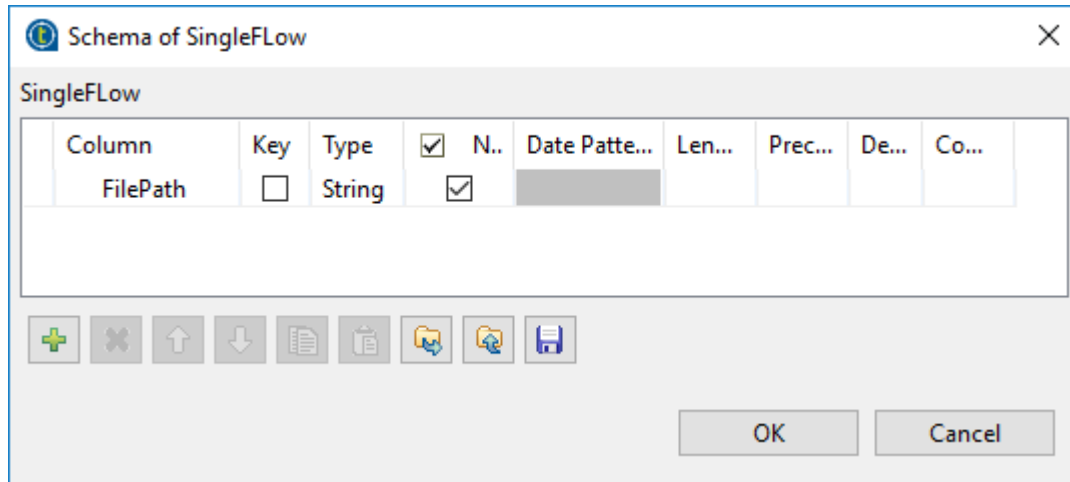 Schema of SingleFLow
SingleFLow
Column Key Type N.. Date Patte... Len... Prec... De... Co...
FilePath String
OK Cancel